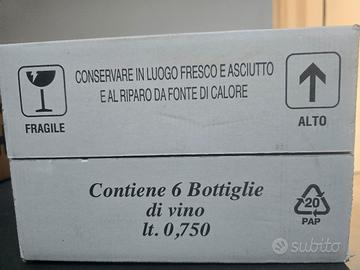 CONSERVARE IN LUOGO FRESCO E ASCIUTTO
E AL RIPARO DA FONTE DI CALORE
FRAGILE
ALTO
Contiene 6 Bottiglie
di vino
lt. 0,750
20
PAP
subito